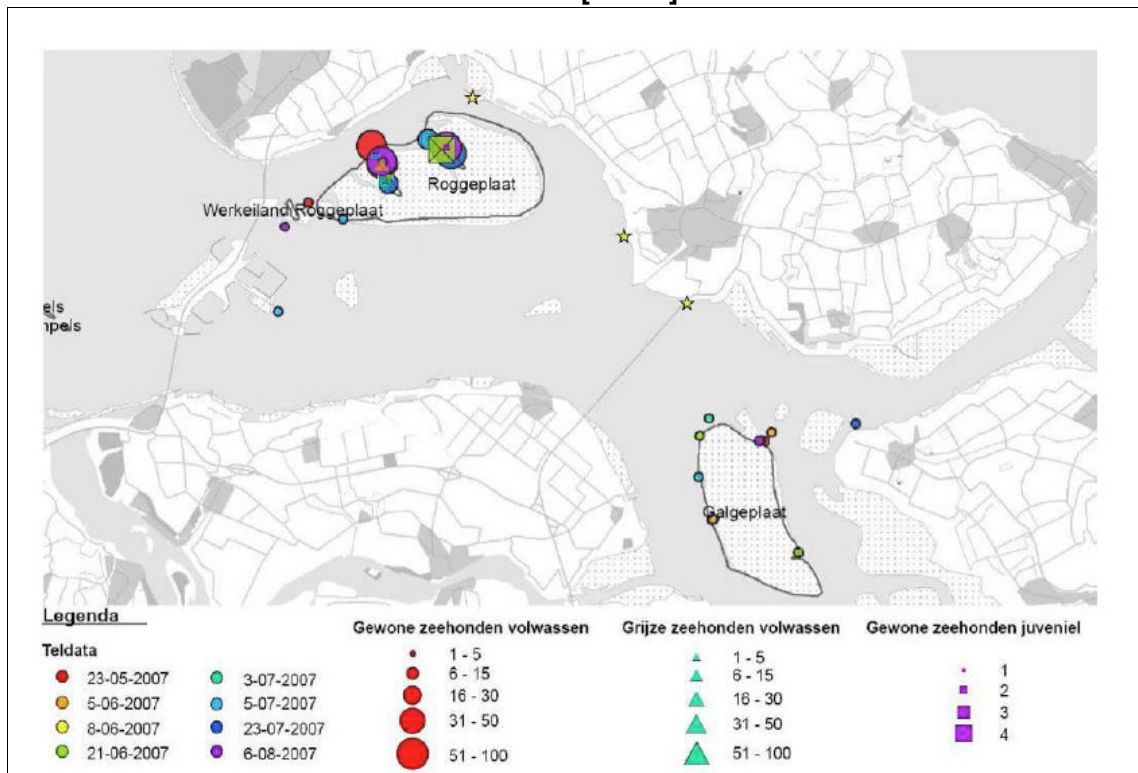 Roggeplaat
Werkeiland Roggeplaat
els
npels
Galgeplaat
Legenda
Teldata
23-05-2007
5-06-2007
8-06-2007
21-06-2007
3-07-2007
5-07-2007
23-07-2007
6-08-2007
Gewone zeehonden volwassen
1 - 5
6 - 15
16 - 30
31 - 50
51 - 100
Grijze zeehonden volwassen
1 - 5
6 - 15
16 - 30
31 - 50
51 - 100
Gewone zeehonden juveniel
1
2
3
4